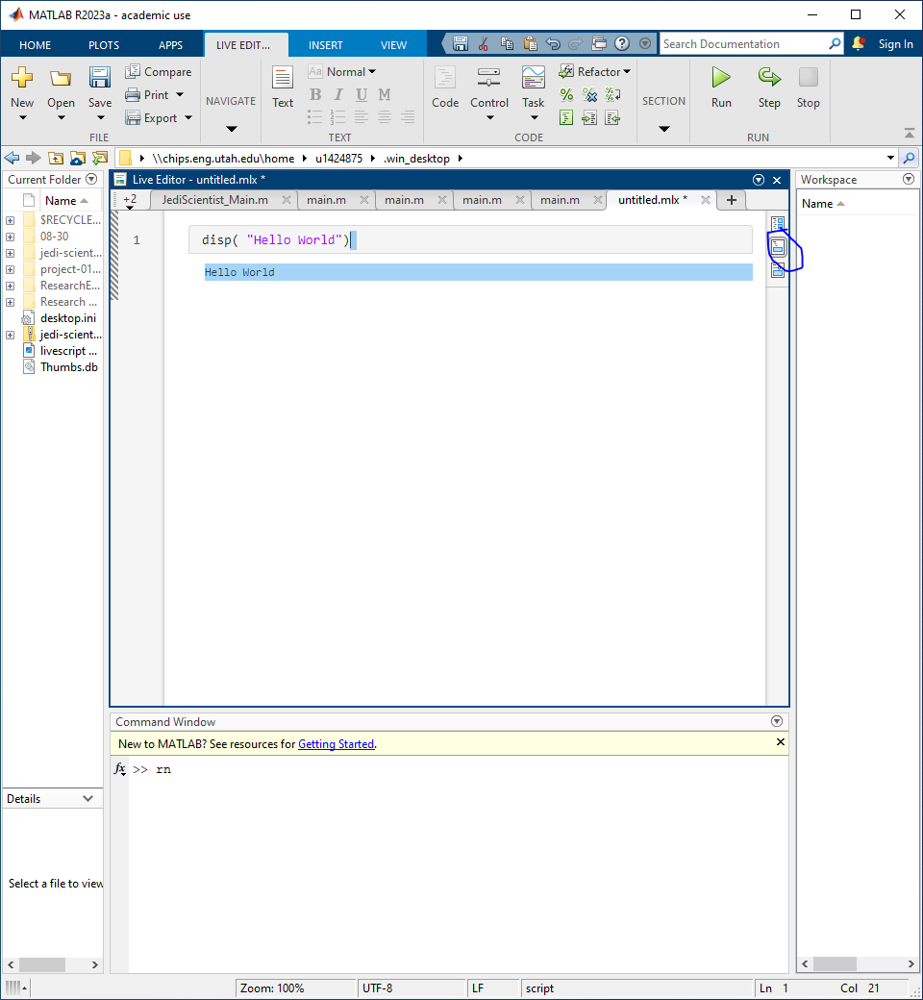 MATLAB R2023a - academic use
HOME PLOTS APPS LIVE EDIT... INSERT VIEW Search Documentation Sign In
New Open Save Compare Print Export NAVIGATE Text Aa Normal B I U M Code Control Task Refactor SECTION Run Step Stop
FILE TEXT CODE RUN
\\chips.eng.utah.edu\home u1424875 .win_desktop
Current Folder
Name
$RECYCLE...
08-30
jedi-scient...
project-01...
ResearchE...
Research ...
desktop.ini
jedi-scient...
livescript ...
Thumbs.db
Details
Select a file to view
Live Editor - untitled.mlx *
+2 JediScientist_Main.m main.m main.m main.m main.m untitled.mlx * +
1 disp( "Hello World")
Hello World
Command Window
New to MATLAB? See resources for Getting Started.
fx >> rn
Workspace
Name
Zoom: 100% UTF-8 LF script Ln 1 Col 21